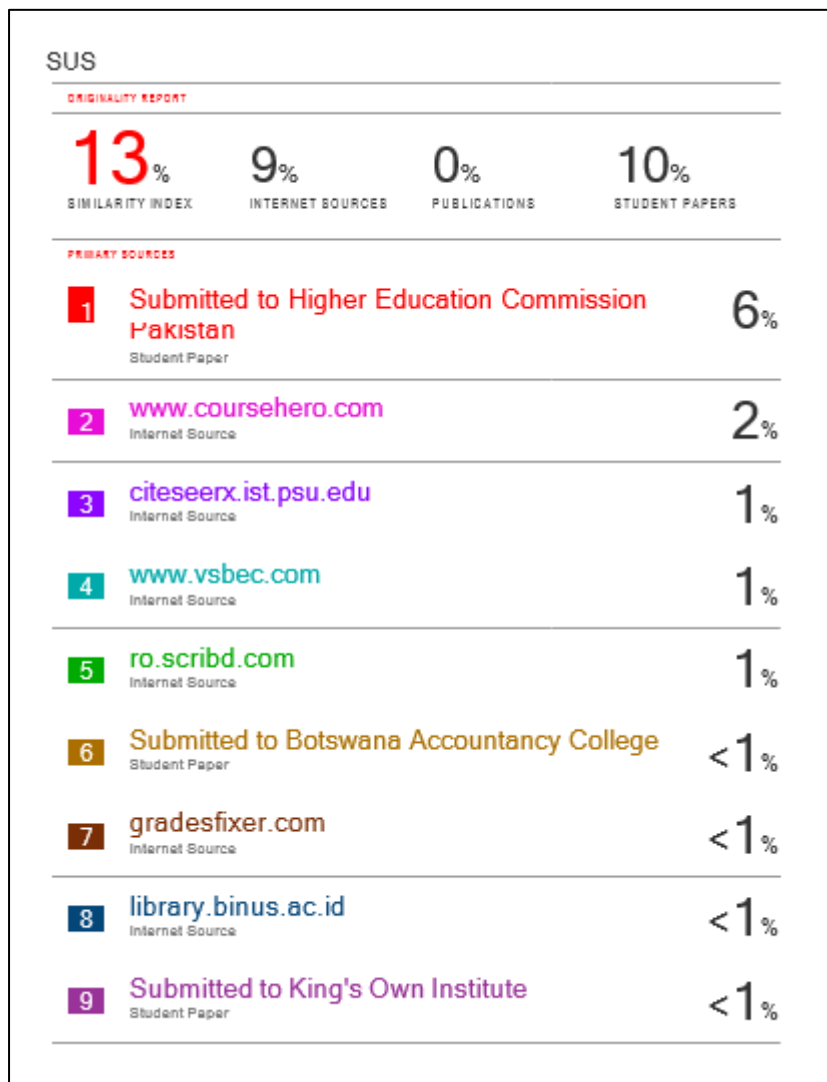 SUS
ORIGINALITY REPORT
13% 9% 0% 10%
SIMILARITY INDEX INTERNET SOURCES PUBLICATIONS STUDENT PAPERS
PRIMARY SOURCES
1 Submitted to Higher Education Commission
Pakistan 6%
Student Paper
2 www.coursehero.com 2%
Internet Source
3 citeseerx.ist.psu.edu 1%
Internet Source
4 www.vsbec.com 1%
Internet Source
5 ro.scribd.com 1%
Internet Source
6 Submitted to Botswana Accountancy College <1%
Student Paper
7 gradesfixer.com <1%
Internet Source
8 library.binus.ac.id <1%
Internet Source
9 Submitted to King's Own Institute <1%
Student Paper